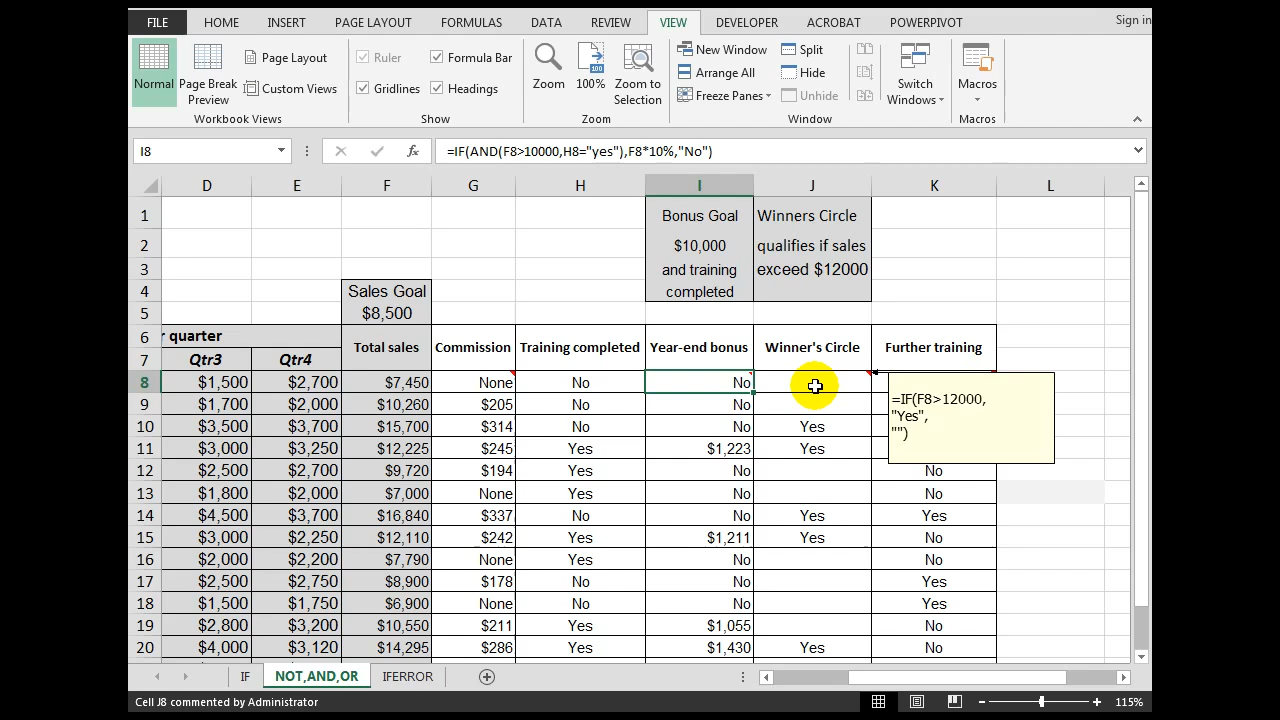 FILE HOME INSERT PAGE LAYOUT FORMULAS DATA REVIEW VIEW DEVELOPER ACROBAT POWERPIVOT Sign in
Normal
Page Break
Preview
Page Layout
Custom Views
Workbook Views
Ruler
Formula Bar
Gridlines
Headings
Show
Zoom
100
100%
Zoom to
Selection
Zoom
New Window
Arrange All
Freeze Panes
Split
Hide
Unhide
Switch
Windows
Window
Macros
Macros
I8 fx =IF(AND(F8>10000,H8="yes"),F8*10%,"No")
D E F G H I J K L
1 Bonus Goal Winners Circle
2 $10,000 qualifies if sales
3 and training exceed $12000
4 Sales Goal completed
5 $8,500
6 r quarter
Total sales Commission Training completed Year-end bonus Winner's Circle Further training
7 Qtr3 Qtr4
8 $1,500 $2,700 $7,450 None No No
9 $1,700 $2,000 $10,260 $205 No No
10 $3,500 $3,700 $15,700 $314 No No Yes
11 $3,000 $3,250 $12,225 $245 Yes $1,223 Yes
12 $2,500 $2,700 $9,720 $194 Yes No No
13 $1,800 $2,000 $7,000 None Yes No No
14 $4,500 $3,700 $16,840 $337 No No Yes Yes
15 $3,000 $2,250 $12,110 $242 Yes $1,211 Yes No
16 $2,000 $2,200 $7,790 None Yes No No
17 $2,500 $2,750 $8,900 $178 No No Yes
18 $1,500 $1,750 $6,900 None No No Yes
19 $2,800 $3,200 $10,550 $211 Yes $1,055 No
20 $4,000 $3,120 $14,295 $286 Yes $1,430 Yes No
=IF(F8>12000,
"Yes",
"")
IF NOT,AND,OR IFERROR
Cell J8 commented by Administrator 115%